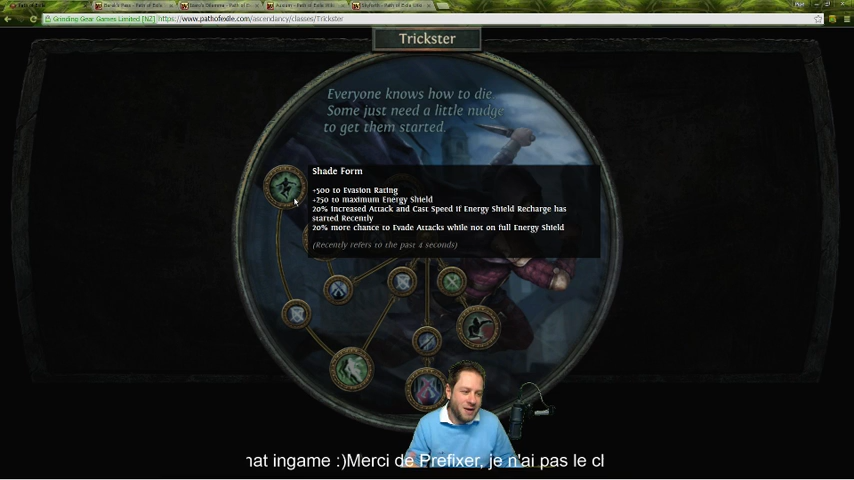 Grinding Gear Games Limited [NZ] https://www.pathofexile.com/ascendancy/classes/Trickster
Trickster
Everyone knows how to die.
Some just need a little nudge
to get them started.
Shade Form
+500 to Evasion Rating
+250 to maximum Energy Shield
20% increased Attack and Cast Speed if Energy Shield Recharge has
started Recently
20% more chance to Evade Attacks while not on full Energy Shield
(Recently refers to the past 4 seconds)
hat ingame :)Merci de Prefixer, je n'ai pas le cl